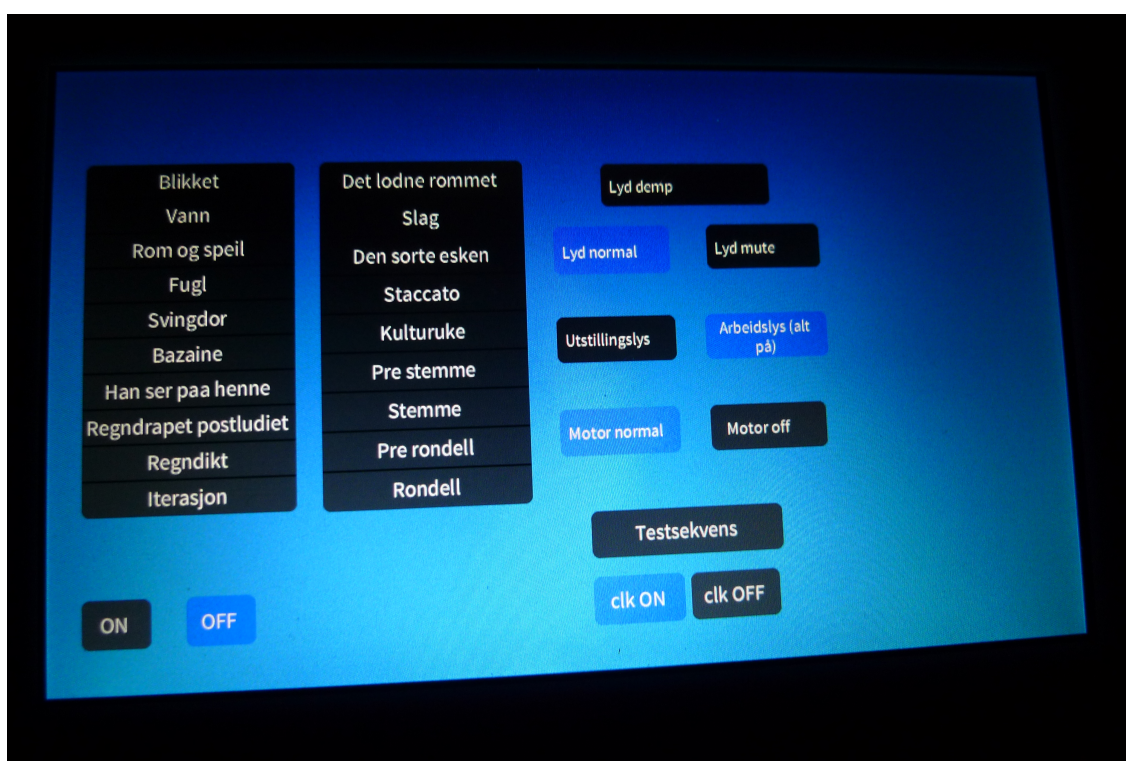 Blikket
Vann
Rom og speil
Fugl
Svingdor
Bazaine
Han ser paa henne
Regndrapet postludiet
Regndikt
Iterasjon
Det lodne rommet
Slag
Den sorte esken
Staccato
Kulturuke
Pre stemme
Stemme
Pre rondell
Rondell
Lyd demp
Lyd normal
Lyd mute
Utstillingslys
Arbeidslys (alt
på)
Motor normal
Motor off
Testsekvens
clk ON
clk OFF
ON
OFF